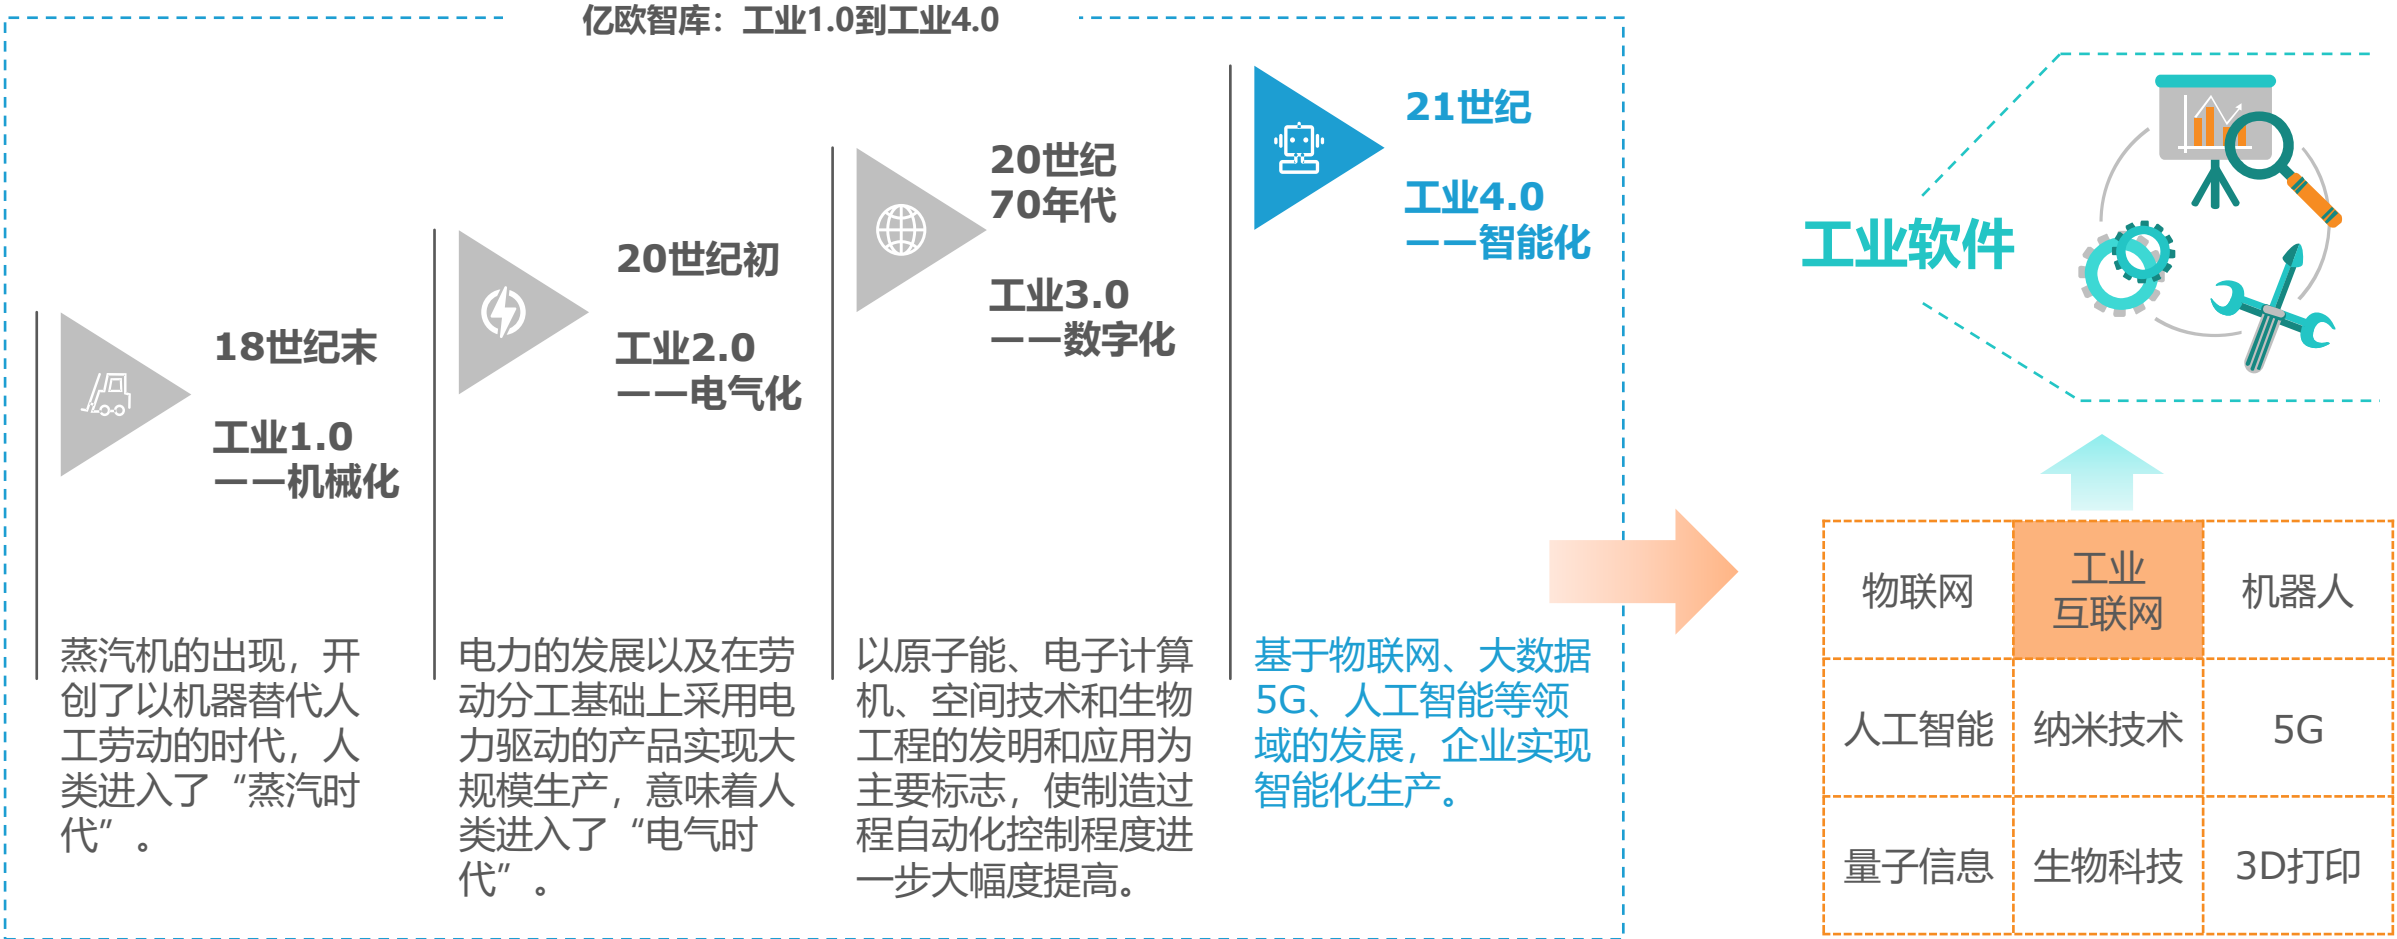 亿欧智库：工业1.0到工业4.0
18世纪末
工业1.0
——机械化
蒸汽机的出现，开
创了以机器替代人
工劳动的时代，人
类进入了“蒸汽时
代”。
20世纪初
工业2.0
——电气化
电力的发展以及在劳
动分工基础上采用电
力驱动的产品实现大
规模生产，意味着人
类进入了“电气时
代”。
20世纪
70年代
工业3.0
——数字化
以原子能、电子计算
机、空间技术和生物
工程的发明和应用为
主要标志，使制造过
程自动化控制程度进
一步大幅度提高。
21世纪
工业4.0
——智能化
基于物联网、大数据
5G、人工智能等领
域的发展，企业实现
智能化生产。
工业软件
物联网
工业
互联网
机器人
人工智能
纳米技术
5G
量子信息
生物科技
3D打印